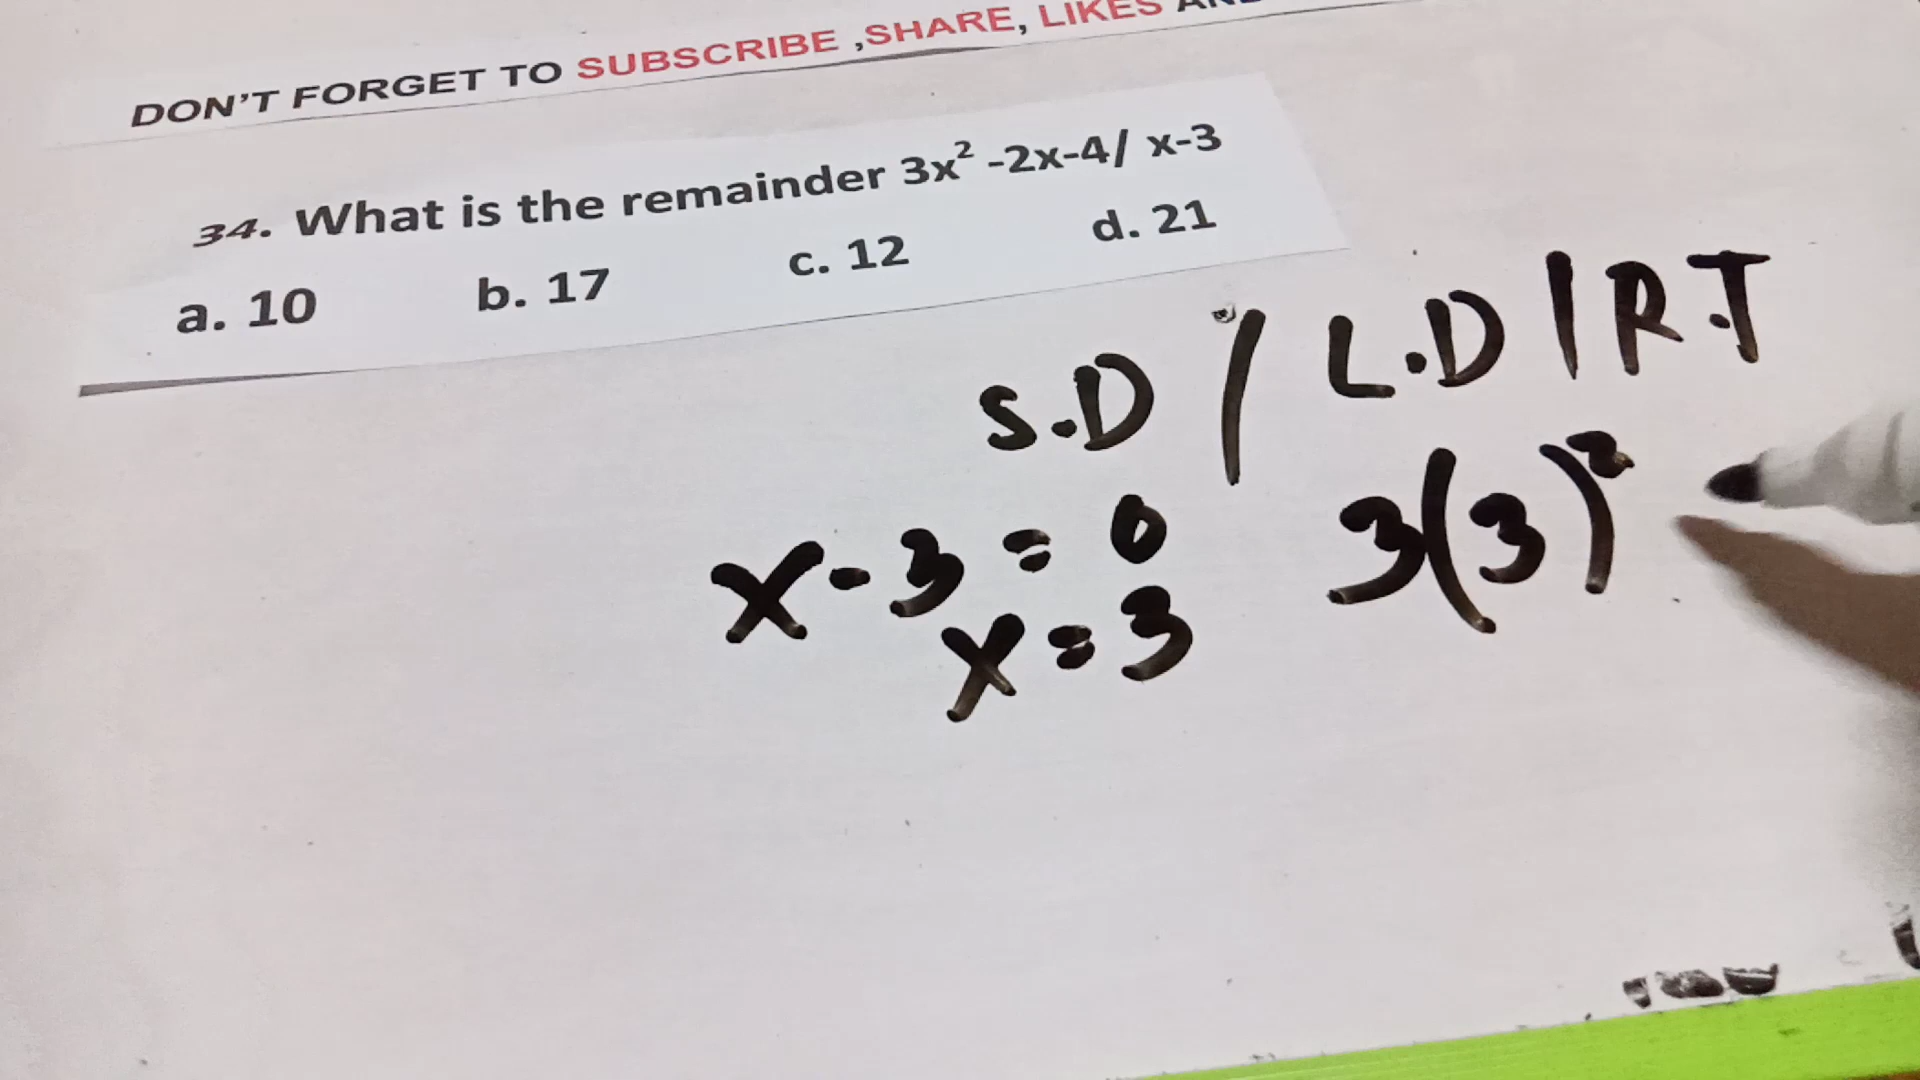 DON'T FORGET TO SUBSCRIBE ,SHARE, LIKES
34. What is the remainder 3x² -2x-4/ x-3
a. 10 b. 17 c. 12 d. 21
S.D / L.D | R.T
x - 3 = 0 3(3)²
x = 3